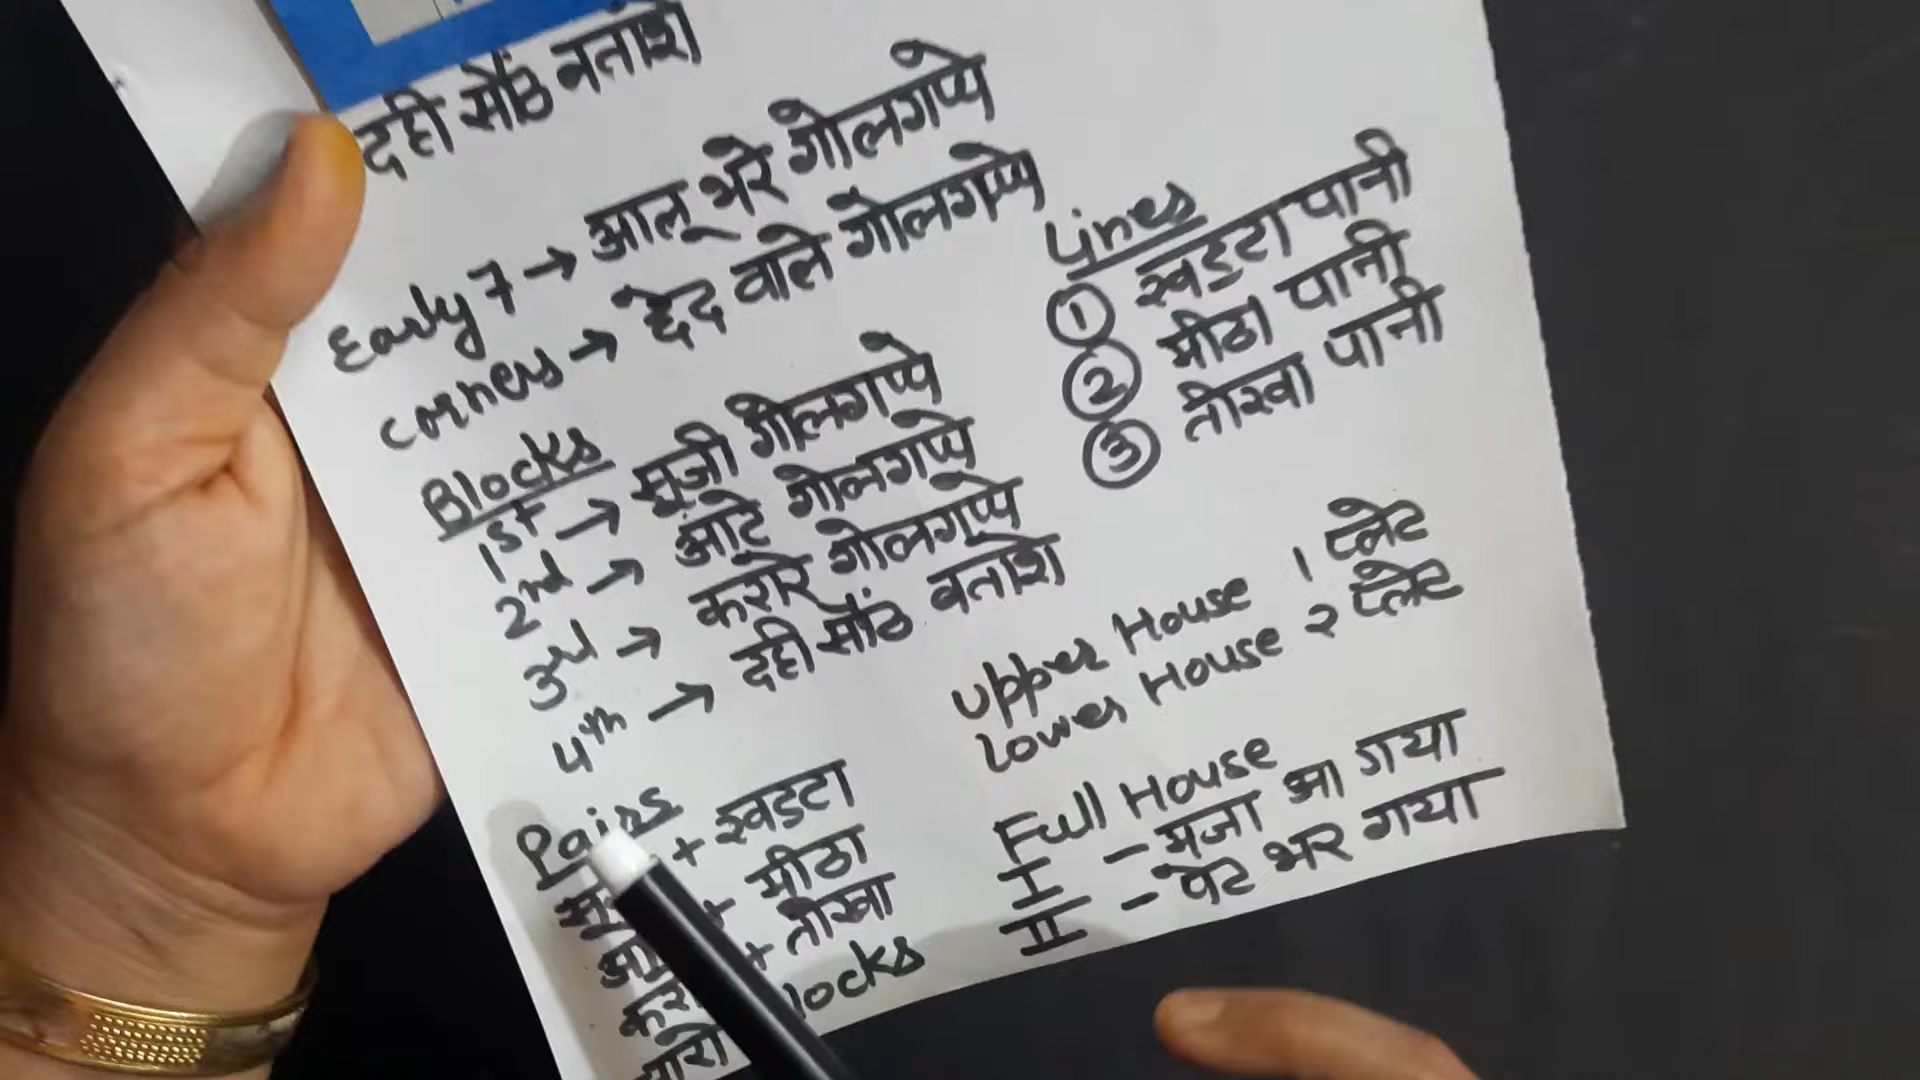 दही सौंठ बताशे
Early 7 → आलू भरे गोलगप्पे
corners → छेद वाले गोलगप्पे
Blocks
1st → सूजी गोलगप्पे
2nd → आटे गोलगप्पे
3rd → करारे गोलगप्पे
4th → दही सौंठ बताशे
Pairs
+ खट्टा
+ मीठा
+ तीखा
Lines
① खट्टा पानी
② मीठा पानी
③ तीखा पानी
Upper House 1 प्लेट
Lower House 2 प्लेट
Full House
I - मजा आ गया
II - पेट भर गया